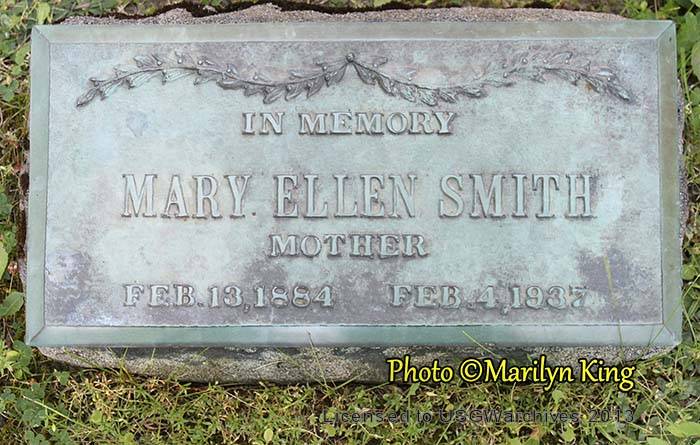 IN MEMORY
MARY ELLEN SMITH
MOTHER
FEB. 13, 1884 FEB. 4, 1937
Photo ©Marilyn King
Licensed to USGWarchives 2013